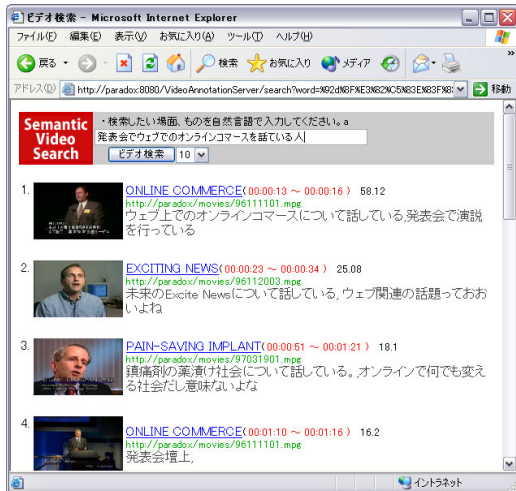 ビデオ検索 - Microsoft Internet Explorer
ファイル(F) 編集(E) 表示(V) お気に入り(A) ツール(T) ヘルプ(H)
戻る 検索 お気に入り メディア
アドレス(D) http://paradox:8080/VideoAnnotationServer/search?word= 移動
Semantic Video Search
・検索したい場面、ものを自然言語で入力してください。a
発表会でウェブでのオンラインコマースを話ている人
ビデオ検索 10
1. ONLINE COMMERCE(00:00:13 ~ 00:00:16 ) 58.12
http://paradox/movies/96111101.mpg
ウェブ上でのオンラインコマースについて話している,発表会で演説
を行っている
2. EXCITING NEWS(00:00:23 ~ 00:00:34 ) 25.08
http://paradox/movies/96112003.mpg
未来のExcite Newsについて話している, ウェブ関連の話題っておお
いよね
3. PAIN-SAVING IMPLANT(00:00:51 ~ 00:01:21 ) 18.1
http://paradox/movies/97031901.mpg
鎮痛剤の薬漬け社会について話している。,オンラインで何でも変え
る社会だし意味ないよな
4. ONLINE COMMERCE(00:01:10 ~ 00:01:16 ) 16.2
http://paradox/movies/96111101.mpg
発表会壇上,
イントラネット